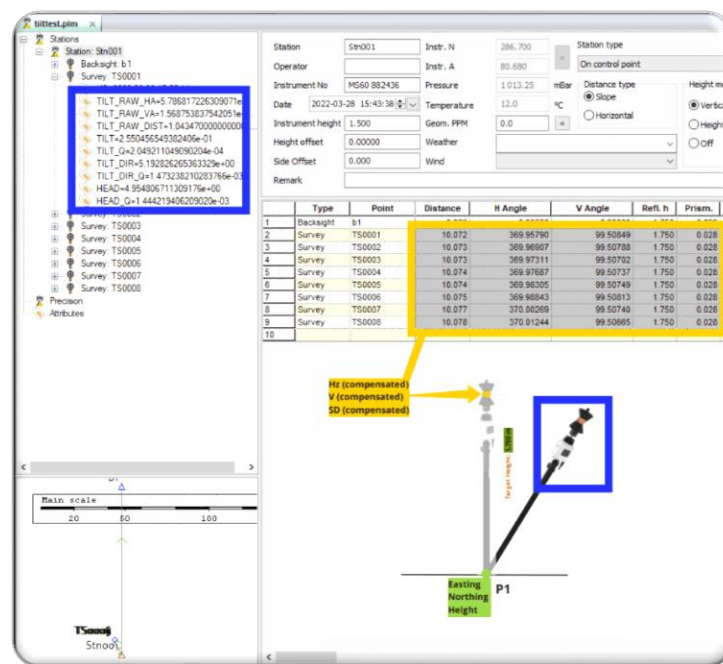 tilttest.pim ×
Stations
Station: Stn001
Backsight: b1
Survey: TS0001
TILT_RAW_HA=5.786817226309071e
TILT_RAW_VA=1.568753837542051e
TILT_RAW_DIST=1.04347000000000
TILT=2.550456549382406e-01
TILT_Q=2.049211049090204e-04
TILT_DIR=5.192826265363329e+00
TILT_DIR_Q=1.473238210283766e-03
HEAD=4.954806711309176e+00
HEAD_Q=1.444219406209020e-03
Survey: TS0003
Survey: TS0004
Survey: TS0005
Survey: TS0006
Survey: TS0007
Survey: TS0008
Precision
Attributes
Station Stn001 Instr. N 286.700 Station type
Operator Instr. A 80.680 On control point
Instrument No MS60 882436 Pressure 1013.25 mBar Distance type Height m
Date 2022-03-28 15:43:38 Temperature 12.0 °C Slope Vertic
Instrument height 1.500 Geom. PPM 0.0 « Horizontal Height
Height offset 0.00000 Weather Off
Side Offset 0.000 Wind
Remark
Type Point Distance H Angle V Angle Refl. h Prism.
1 Backsight b1
2 Survey TS0001 10.072 369.95790 99.50849 1.750 0.028
3 Survey TS0002 10.073 369.96907 99.50788 1.750 0.028
4 Survey TS0003 10.073 369.97311 99.50702 1.750 0.028
5 Survey TS0004 10.074 369.97687 99.50737 1.750 0.028
6 Survey TS0005 10.074 369.98305 99.50749 1.750 0.028
7 Survey TS0006 10.075 369.98843 99.50813 1.750 0.028
8 Survey TS0007 10.077 370.00269 99.50748 1.750 0.028
9 Survey TS0008 10.078 370.01244 99.50665 1.750 0.028
10
Hz (compensated)
V (compensated)
SD (compensated)
Target Height:
Easting
Northing
Height
P1
Main scale
20 60 100